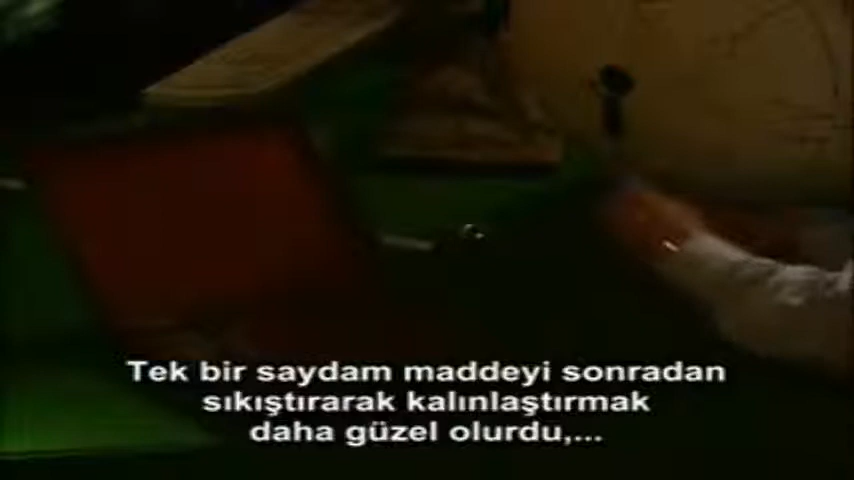 Tek bir saydam maddeyi sonradan
sıkıştırarak kalınlaştırmak
daha güzel olurdu,...